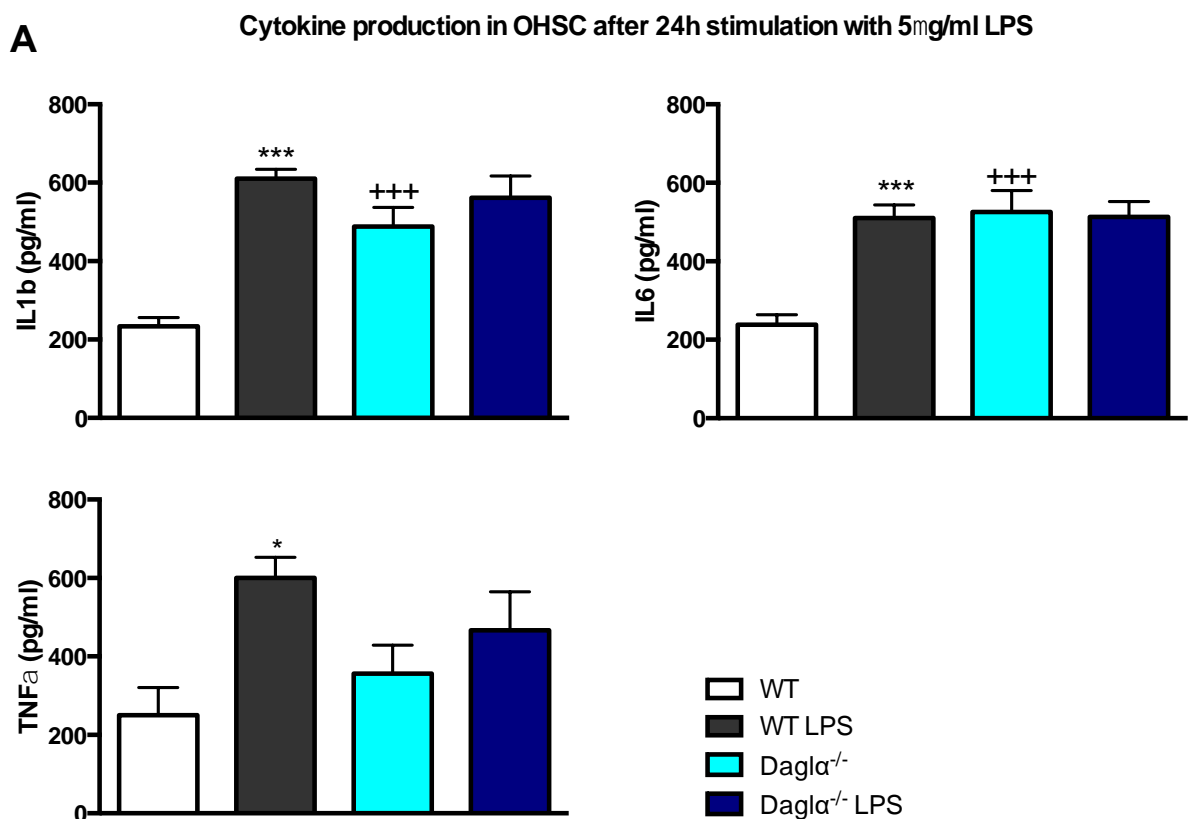 A
Cytokine production in OHSC after 24h stimulation with 5mg/ml LPS
IL1b (pg/ml)
800
600
400
200
0
***
+++
IL6 (pg/ml)
800
600
400
200
0
***
+++
TNFa (pg/ml)
800
600
400
200
0
*
WT
WT LPS
Daglα-/-
Daglα-/- LPS